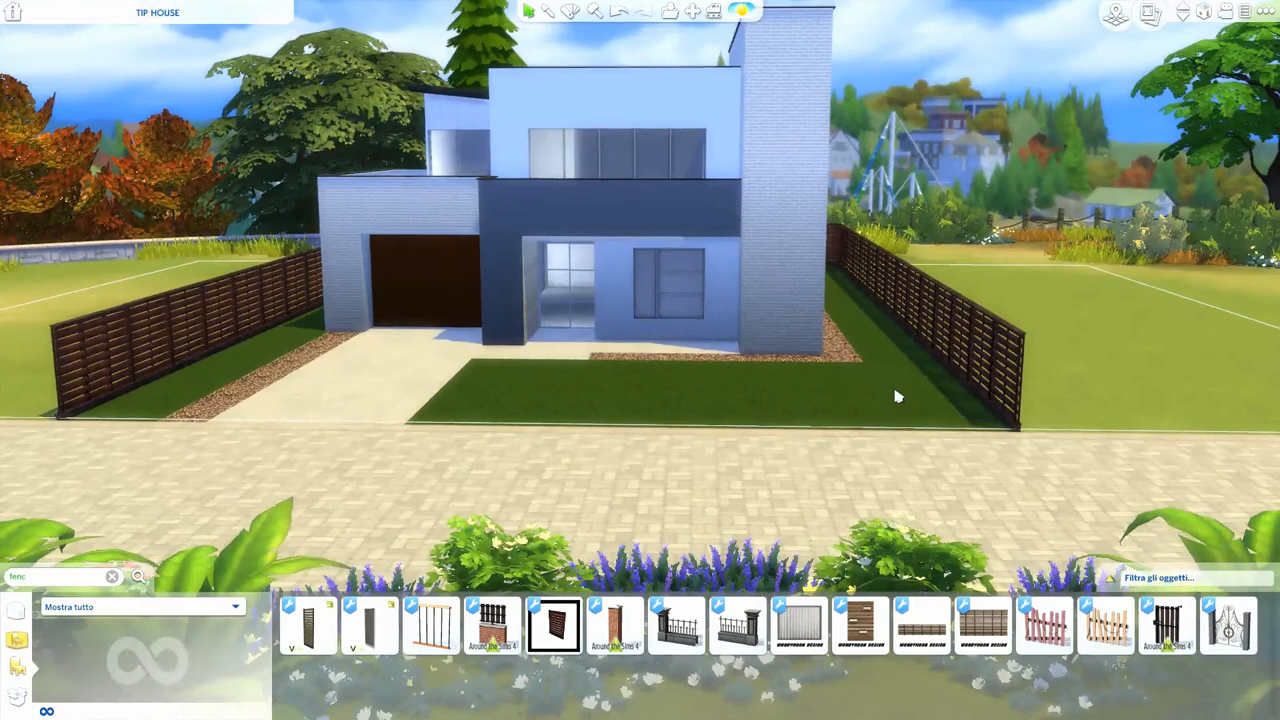 TIP HOUSE
fenc
Filtra gli oggetti...
Mostra tutto
Around the Sims 4
Around the Sims 4
Around the Sims 4